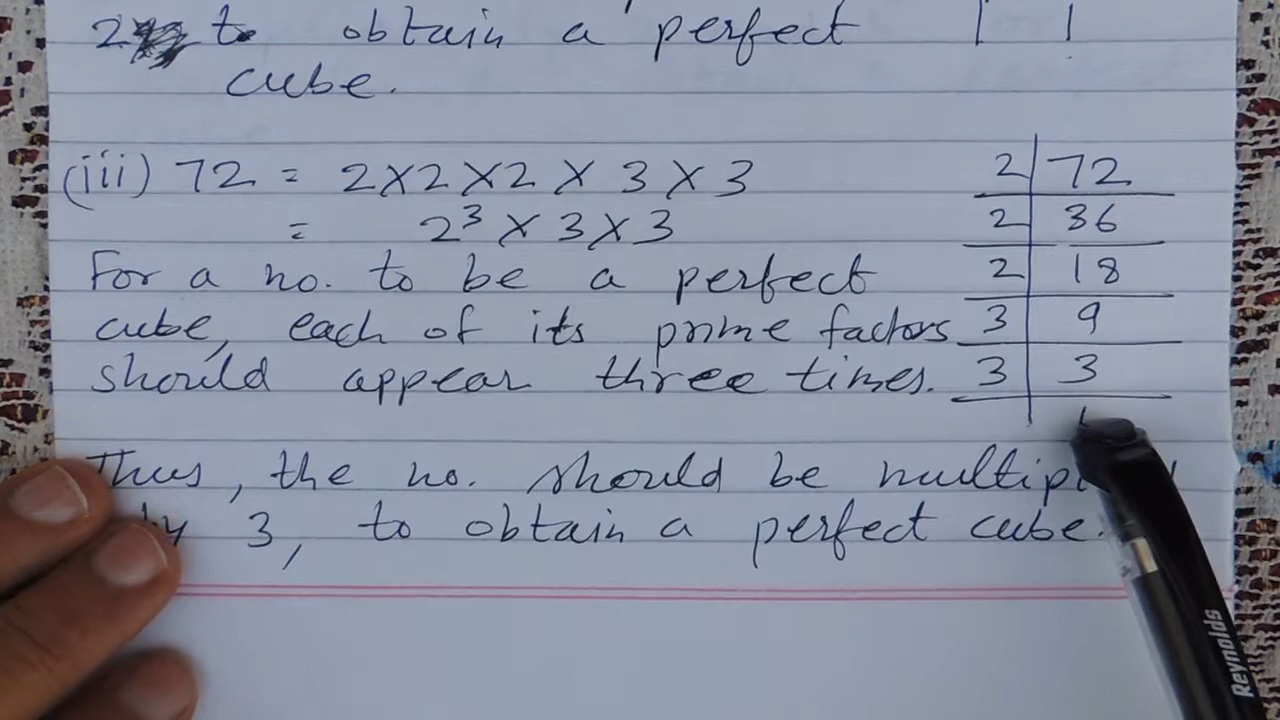 2 to obtain a perfect
cube.
(iii) 72 = 2×2×2×3×3
= 2³×3×3
For a no. to be a perfect
cube, each of its prime factors
should appear three times.
2 | 72
2 | 36
2 | 18
3 | 9
3 | 3
Thus, the no. should be
3, to obtain a perfect cube.
Reynolds